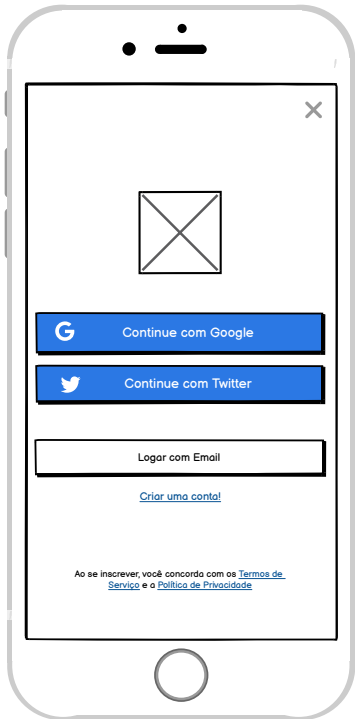 Continue com Google
Continue com Twitter
Logar com Email
Criar uma conta!
Ao se inscrever, você concorda com os Termos de
Serviço e a Política de Privacidade